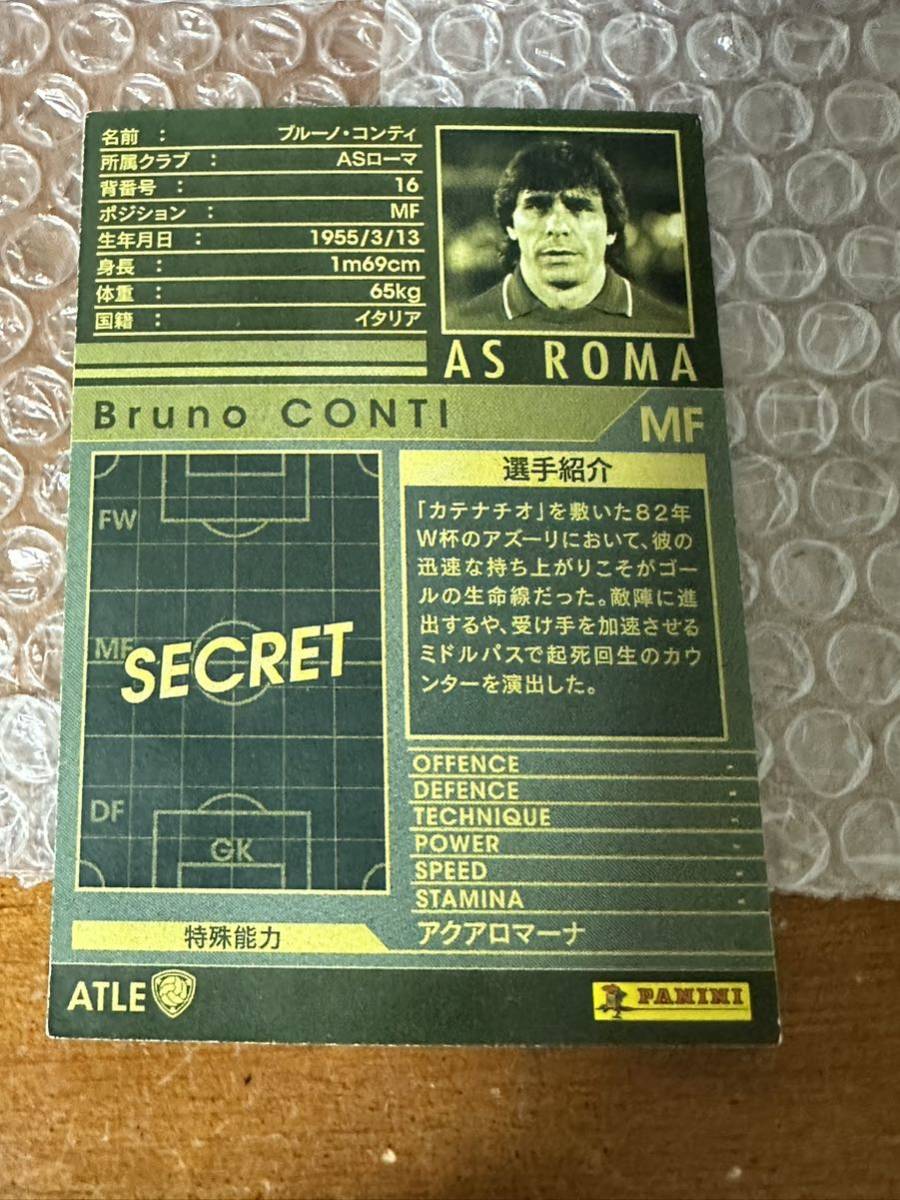 名前 : ブルーノ・コンティ
所属クラブ : ASローマ
背番号 : 16
ポジション : MF
生年月日 : 1955/3/13
身長 : 1m69cm
体重 : 65kg
国籍 : イタリア
AS ROMA
Bruno CONTI
MF
FW
MF
SECRET
DF
GK
選手紹介
「カテナチオ」を敷いた82年
W杯のアズーリにおいて、彼の
迅速な持ち上がりこそがゴー
ルの生命線だった。敵陣に進
出するや、受け手を加速させる
ミドルパスで起死回生のカウ
ンターを演出した。
OFFENCE
DEFENCE
TECHNIQUE
POWER
SPEED
STAMINA
特殊能力
アクアロマーナ
ATLE
PANINI